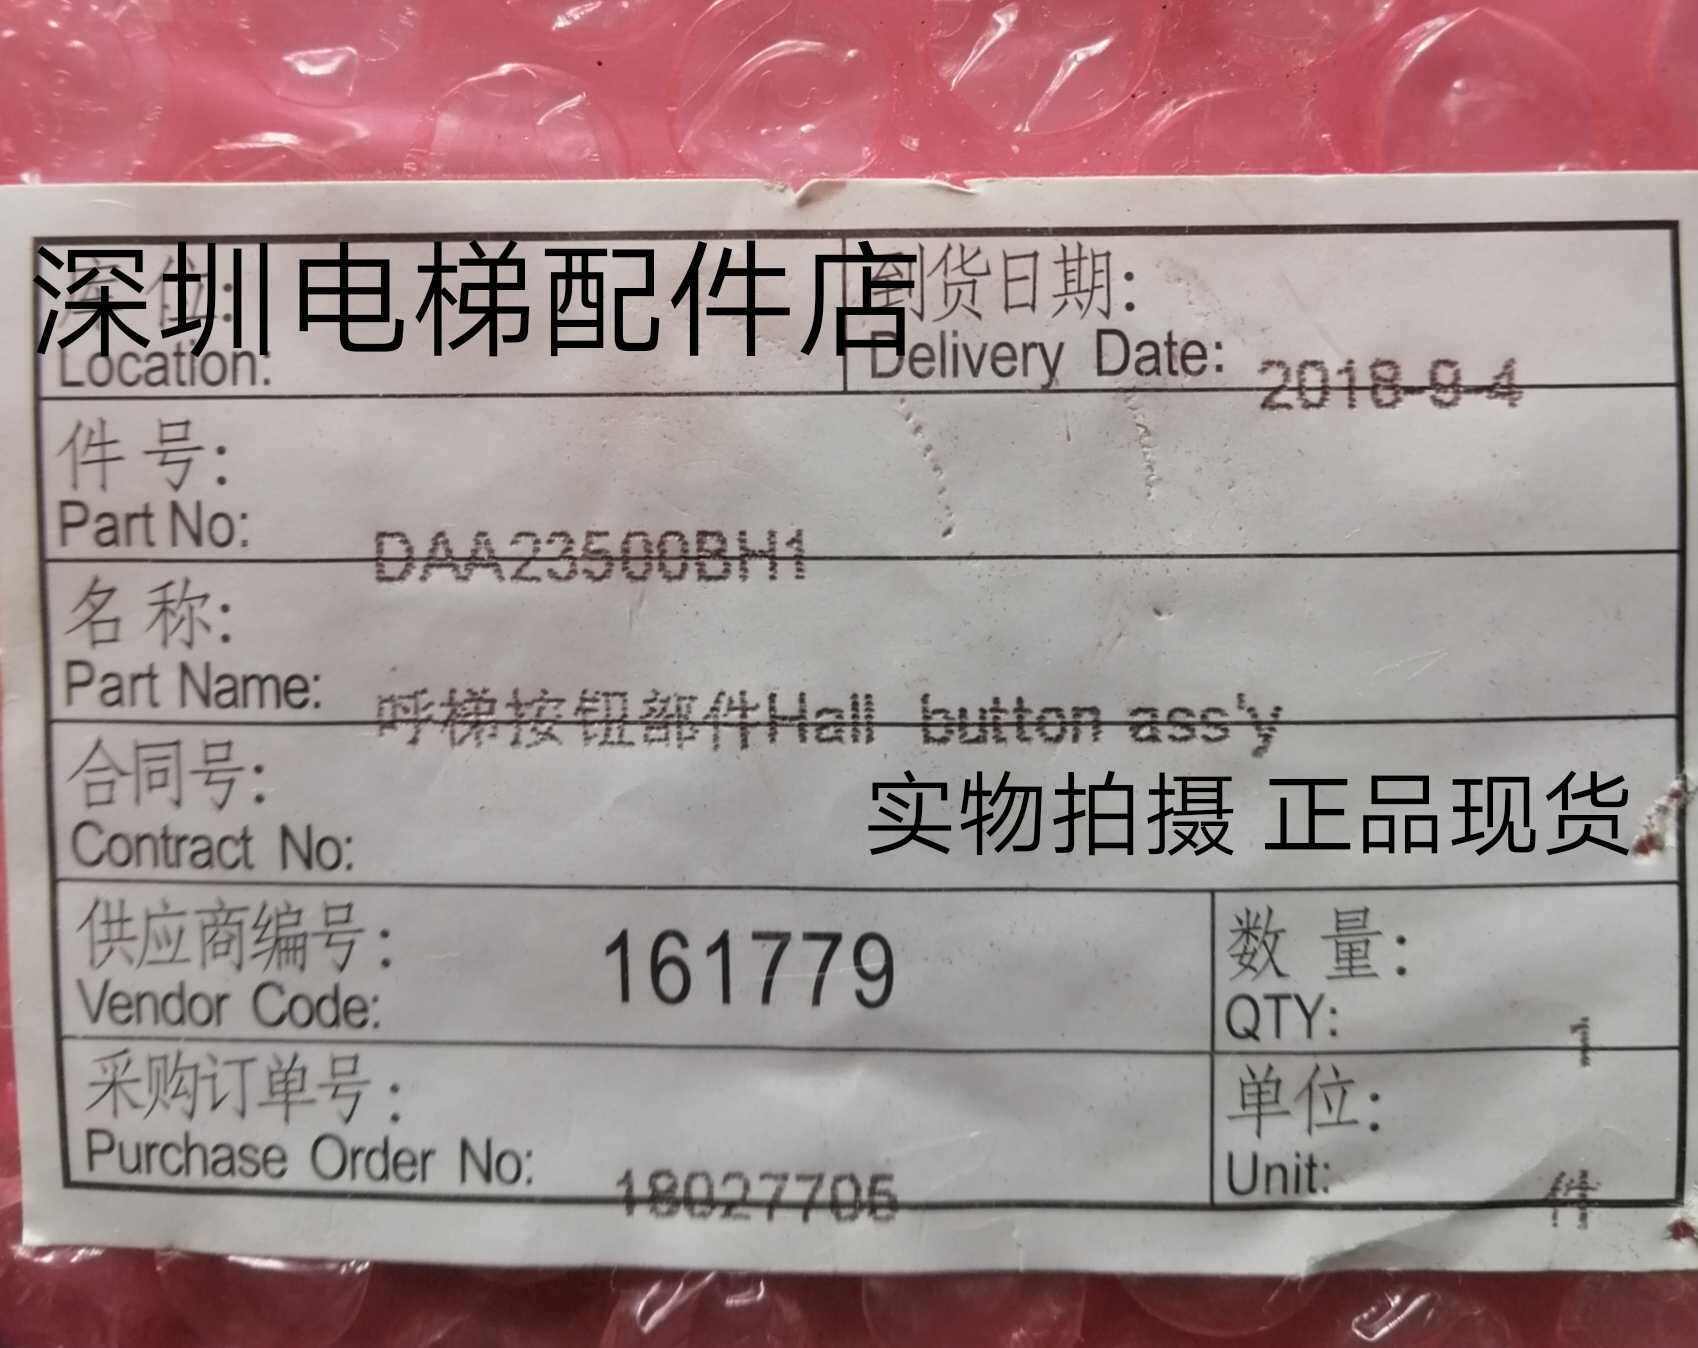 深圳电梯配件店
库位:
Location:
到货日期:
Delivery Date: 2018-9-4
件号:
Part No: DAA23500BH1
名称:
Part Name: 呼梯按钮部件Hall button ass'y
合同号:
Contract No:
实物拍摄 正品现货
供应商编号:
Vendor Code: 161779
数量:
QTY: 1
采购订单号:
Purchase Order No: 18027705
单位:
Unit: 件